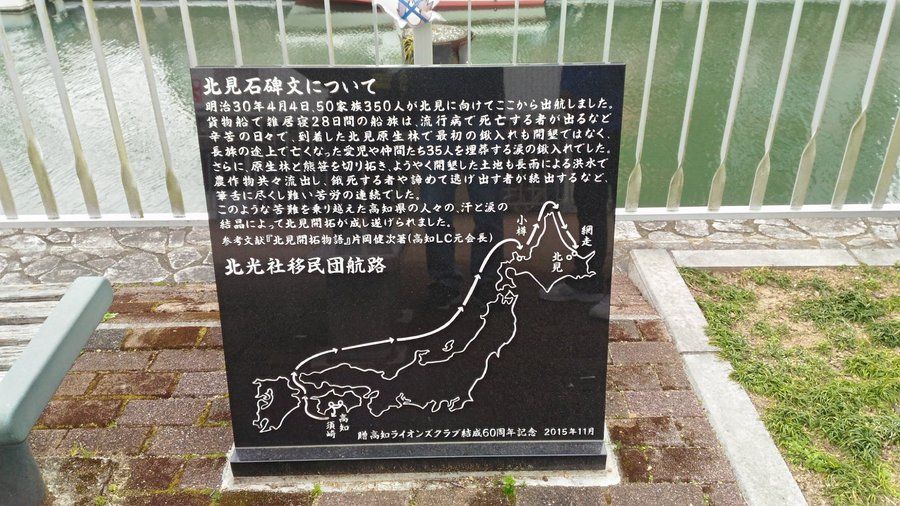 北見石碑文について
明治30年4月4日、50家族350人が北見に向けてここから出航しました。
貨物船で雑居寝28日間の船旅は、流行病で死亡する者が出るなど
辛苦の日々で、到着した北見原生林で最初の鍬入れも開墾ではなく、
長旅の途上で亡くなった愛児や仲間たち35人を埋葬する涙の鍬入れでした。
さらに、原生林と熊笹を切り拓き、ようやく開墾した土地も長雨による洪水で
農作物共々流出し、餓死する者や諦めて逃げ出す者が続出するなど、
筆舌に尽くし難い苦労の連続でした。
このような苦難を乗り越えた高知県の人々の、汗と涙の
結晶によって北見開拓が成し遂げられました。
参考文献『北見開拓物語』片岡健次著(高知LC元会長)
北光社移民団航路
小樽
網走
北見
高知
須崎
贈 高知ライオンズクラブ結成60周年記念 2015年11月